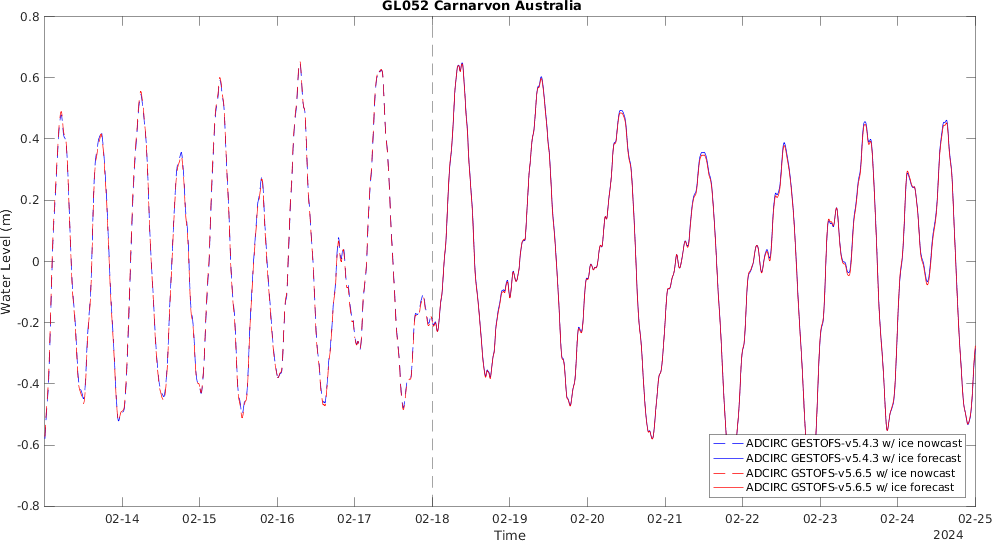 GL052 Carnarvon Australia
0.8
0.6
0.4
0.2
0
-0.2
-0.4
-0.6
-0.8
Water Level (m)
ADCIRC GESTOFS-v5.4.3 w/ ice nowcast
ADCIRC GESTOFS-v5.4.3 w/ ice forecast
ADCIRC GSTOFS-v5.6.5 w/ ice nowcast
ADCIRC GSTOFS-v5.6.5 w/ ice forecast
02-14 02-15 02-16 02-17 02-18 02-19 02-20 02-21 02-22 02-23 02-24 02-25
Time
2024